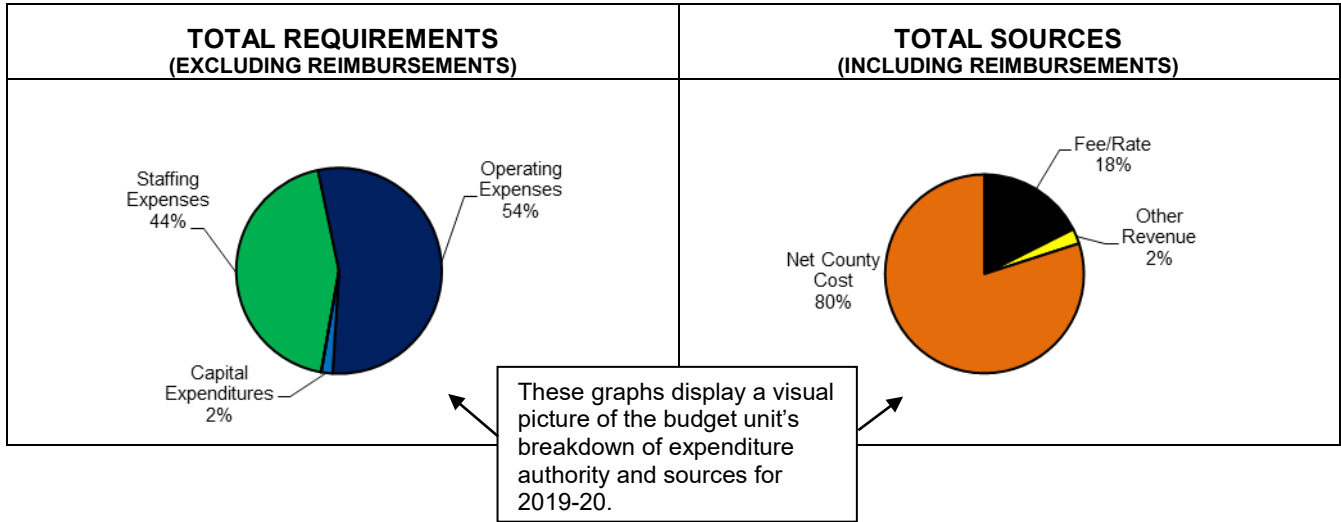 TOTAL REQUIREMENTS
(EXCLUDING REIMBURSEMENTS)
Staffing
Expenses
44%
Operating
Expenses
54%
Capital
Expenditures
2%
TOTAL SOURCES
(INCLUDING REIMBURSEMENTS)
Fee/Rate
18%
Other
Revenue
2%
Net County
Cost
80%
These graphs display a visual
picture of the budget unit’s
breakdown of expenditure
authority and sources for
2019-20.